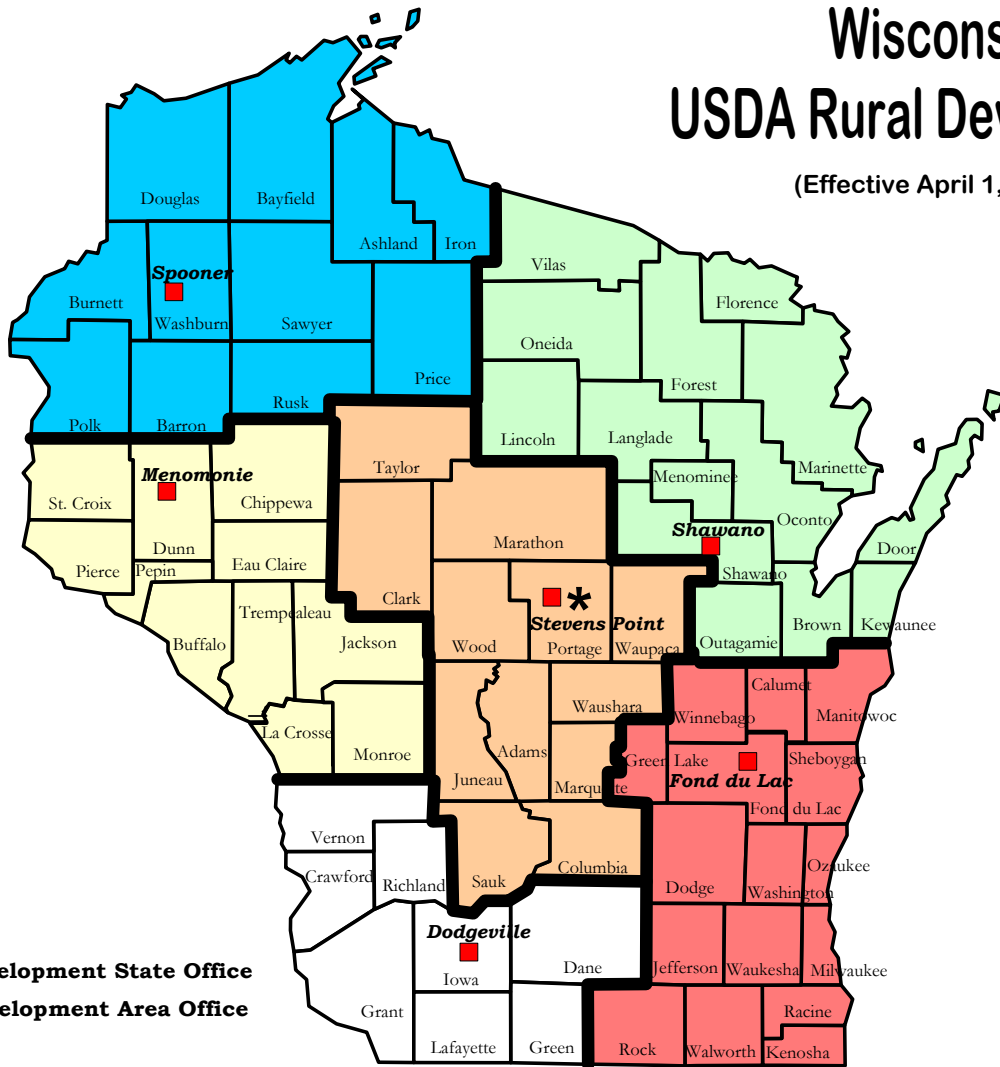 Wiscons
USDA Rural Dev
(Effective April 1,
Douglas
Bayfield
Ashland
Iron
Vilas
Spooner
Burnett
Washburn
Sawyer
Florence
Oneida
Price
Forest
Rusk
Polk
Barron
Lincoln
Langlade
Marinette
Taylor
Menominee
Menomonie
St. Croix
Chippewa
Oconto
Shawano
Marathon
Dunn
Eau Claire
Door
Pierce
Pepin
Shawano
Clark
Trempealeau
Stevens Point
*
Brown
Kewaunee
Buffalo
Jackson
Wood
Portage
Waupaca
Outagamie
Calumet
Waushara
Winnebago
Manitowoc
La Crosse
Monroe
Adams
Green Lake
Sheboygan
Juneau
Marquette
Fond du Lac
Fond du Lac
Vernon
Columbia
Ozaukee
Crawford
Richland
Sauk
Dodge
Washington
Dodgeville
elopment State Office
Iowa
Dane
Jefferson
Waukesha
Milwaukee
elopment Area Office
Grant
Racine
Lafayette
Green
Rock
Walworth
Kenosha